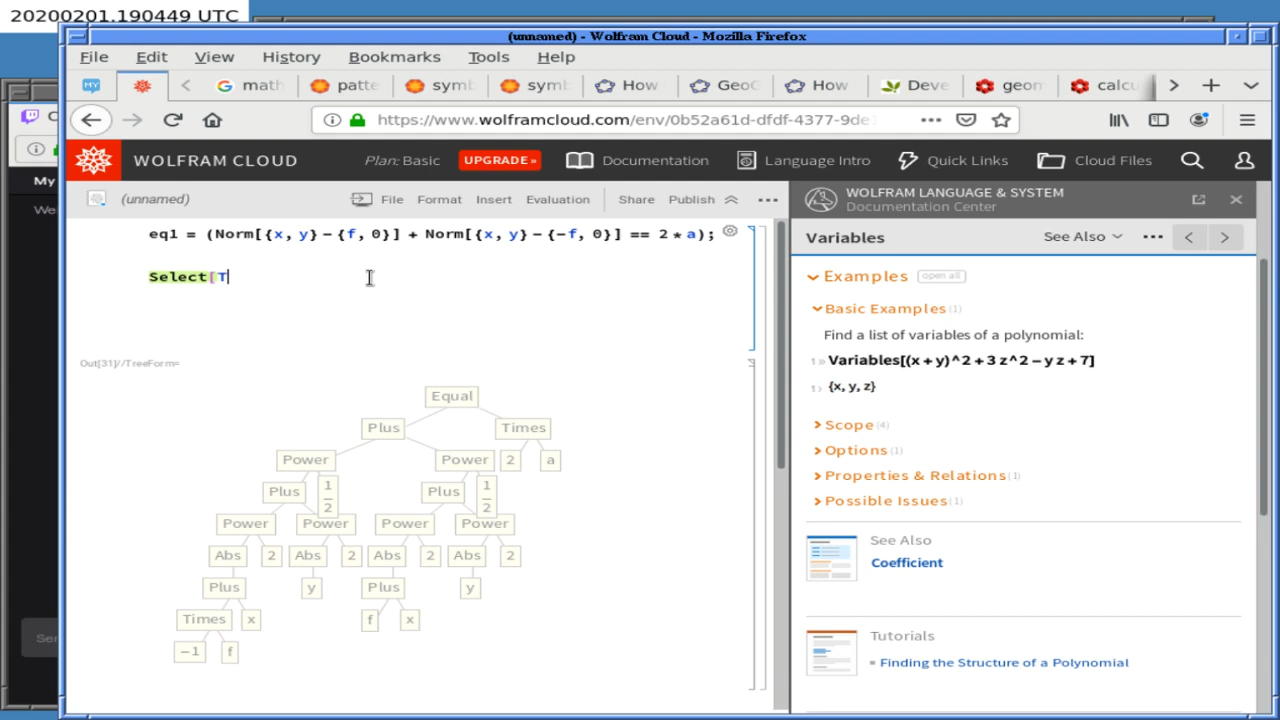 20200201.190449 UTC
(unnamed) - Wolfram Cloud - Mozilla Firefox
File Edit View History Bookmarks Tools Help
MY math patte symb symb How GeoG How Deve geom calcu
https://www.wolframcloud.com/env/0b52a61d-dfdf-4377-9de
WOLFRAM CLOUD Plan: Basic UPGRADE » Documentation Language Intro Quick Links Cloud Files
(unnamed) File Format Insert Evaluation Share Publish
WOLFRAM LANGUAGE & SYSTEM
Documentation Center
My
Variables See Also
eq1 = (Norm[{x, y}-{f, 0}] + Norm[{x, y}-{-f, 0}] == 2*a);
Select[T
Examples open all
Basic Examples (1)
Find a list of variables of a polynomial:
1» Variables[(x + y)^2 + 3 z^2 - y z + 7]
1› {x, y, z}
Scope (4)
Options (1)
Properties & Relations (1)
Possible Issues (1)
See Also
Coefficient
Tutorials
Finding the Structure of a Polynomial
Out[31]//TreeForm=
Equal
Plus Times
Power Power 2 a
Plus 1/2 Plus 1/2
Power Power Power Power
Abs 2 Abs 2 Abs 2 Abs 2
Plus y Plus y
Times x f x
-1 f